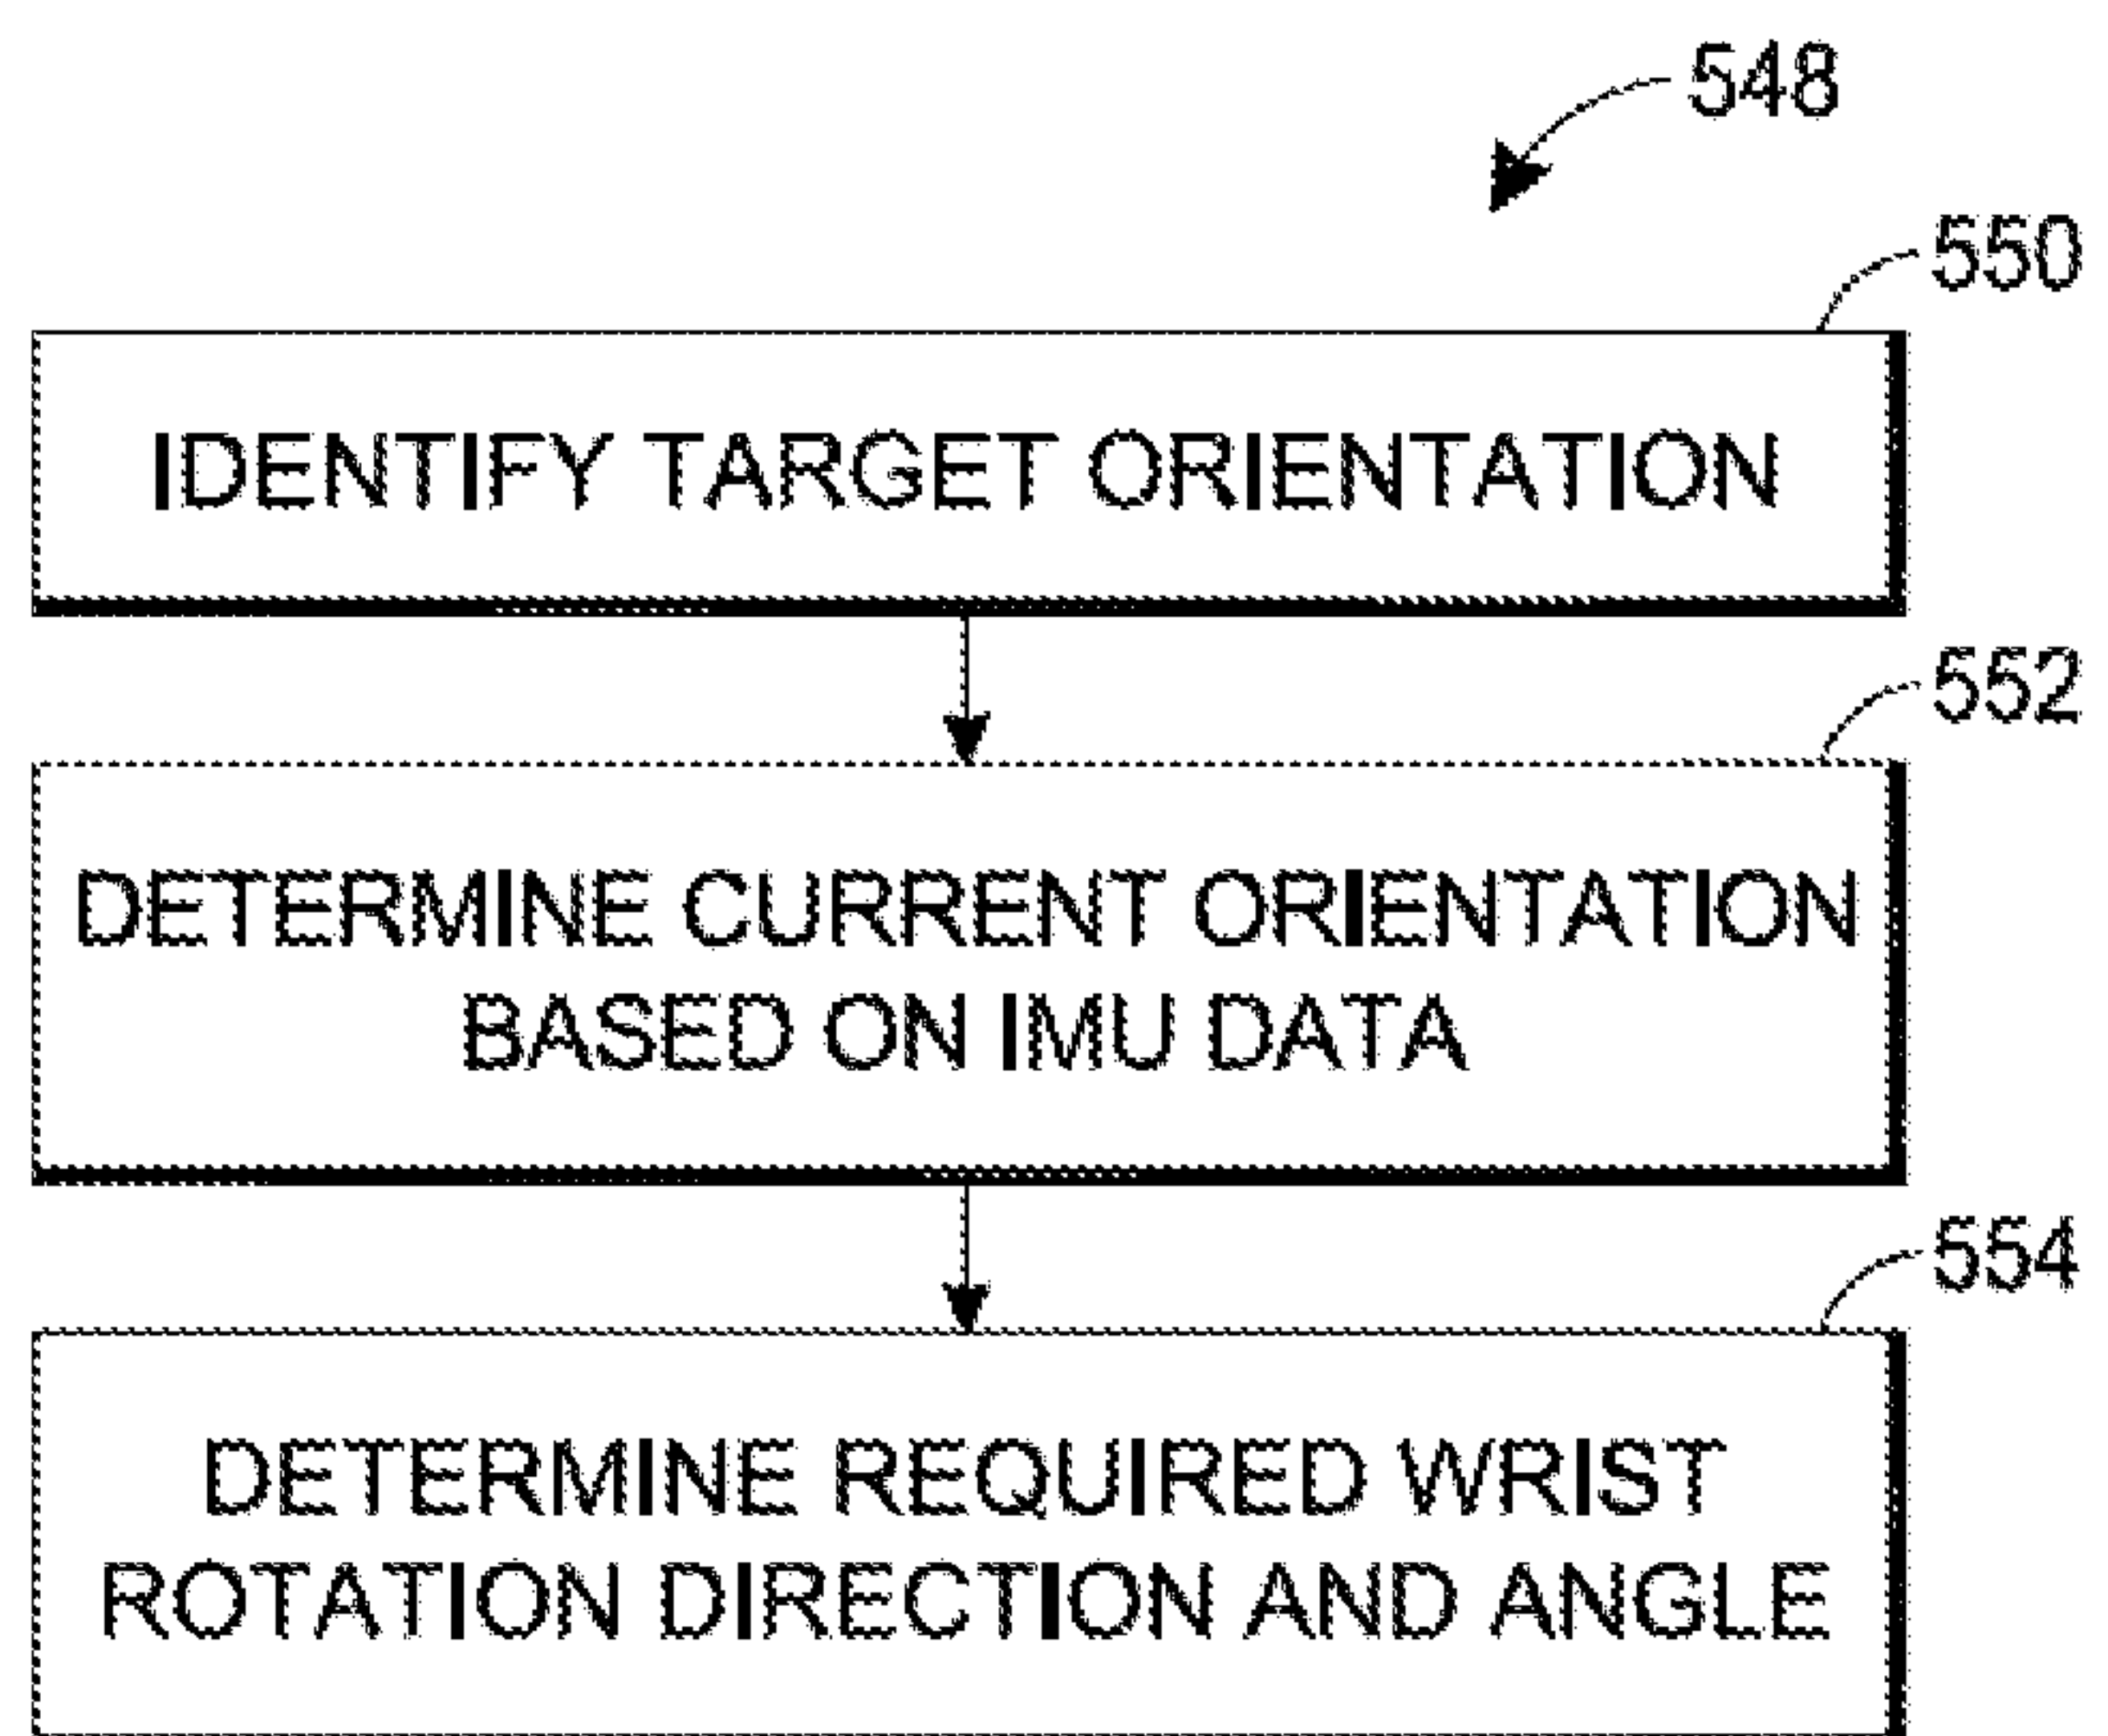 548
550
IDENTIFY TARGET ORIENTATION
552
DETERMINE CURRENT ORIENTATION
BASED ON IMU DATA
554
DETERMINE REQUIRED WRIST
ROTATION DIRECTION AND ANGLE